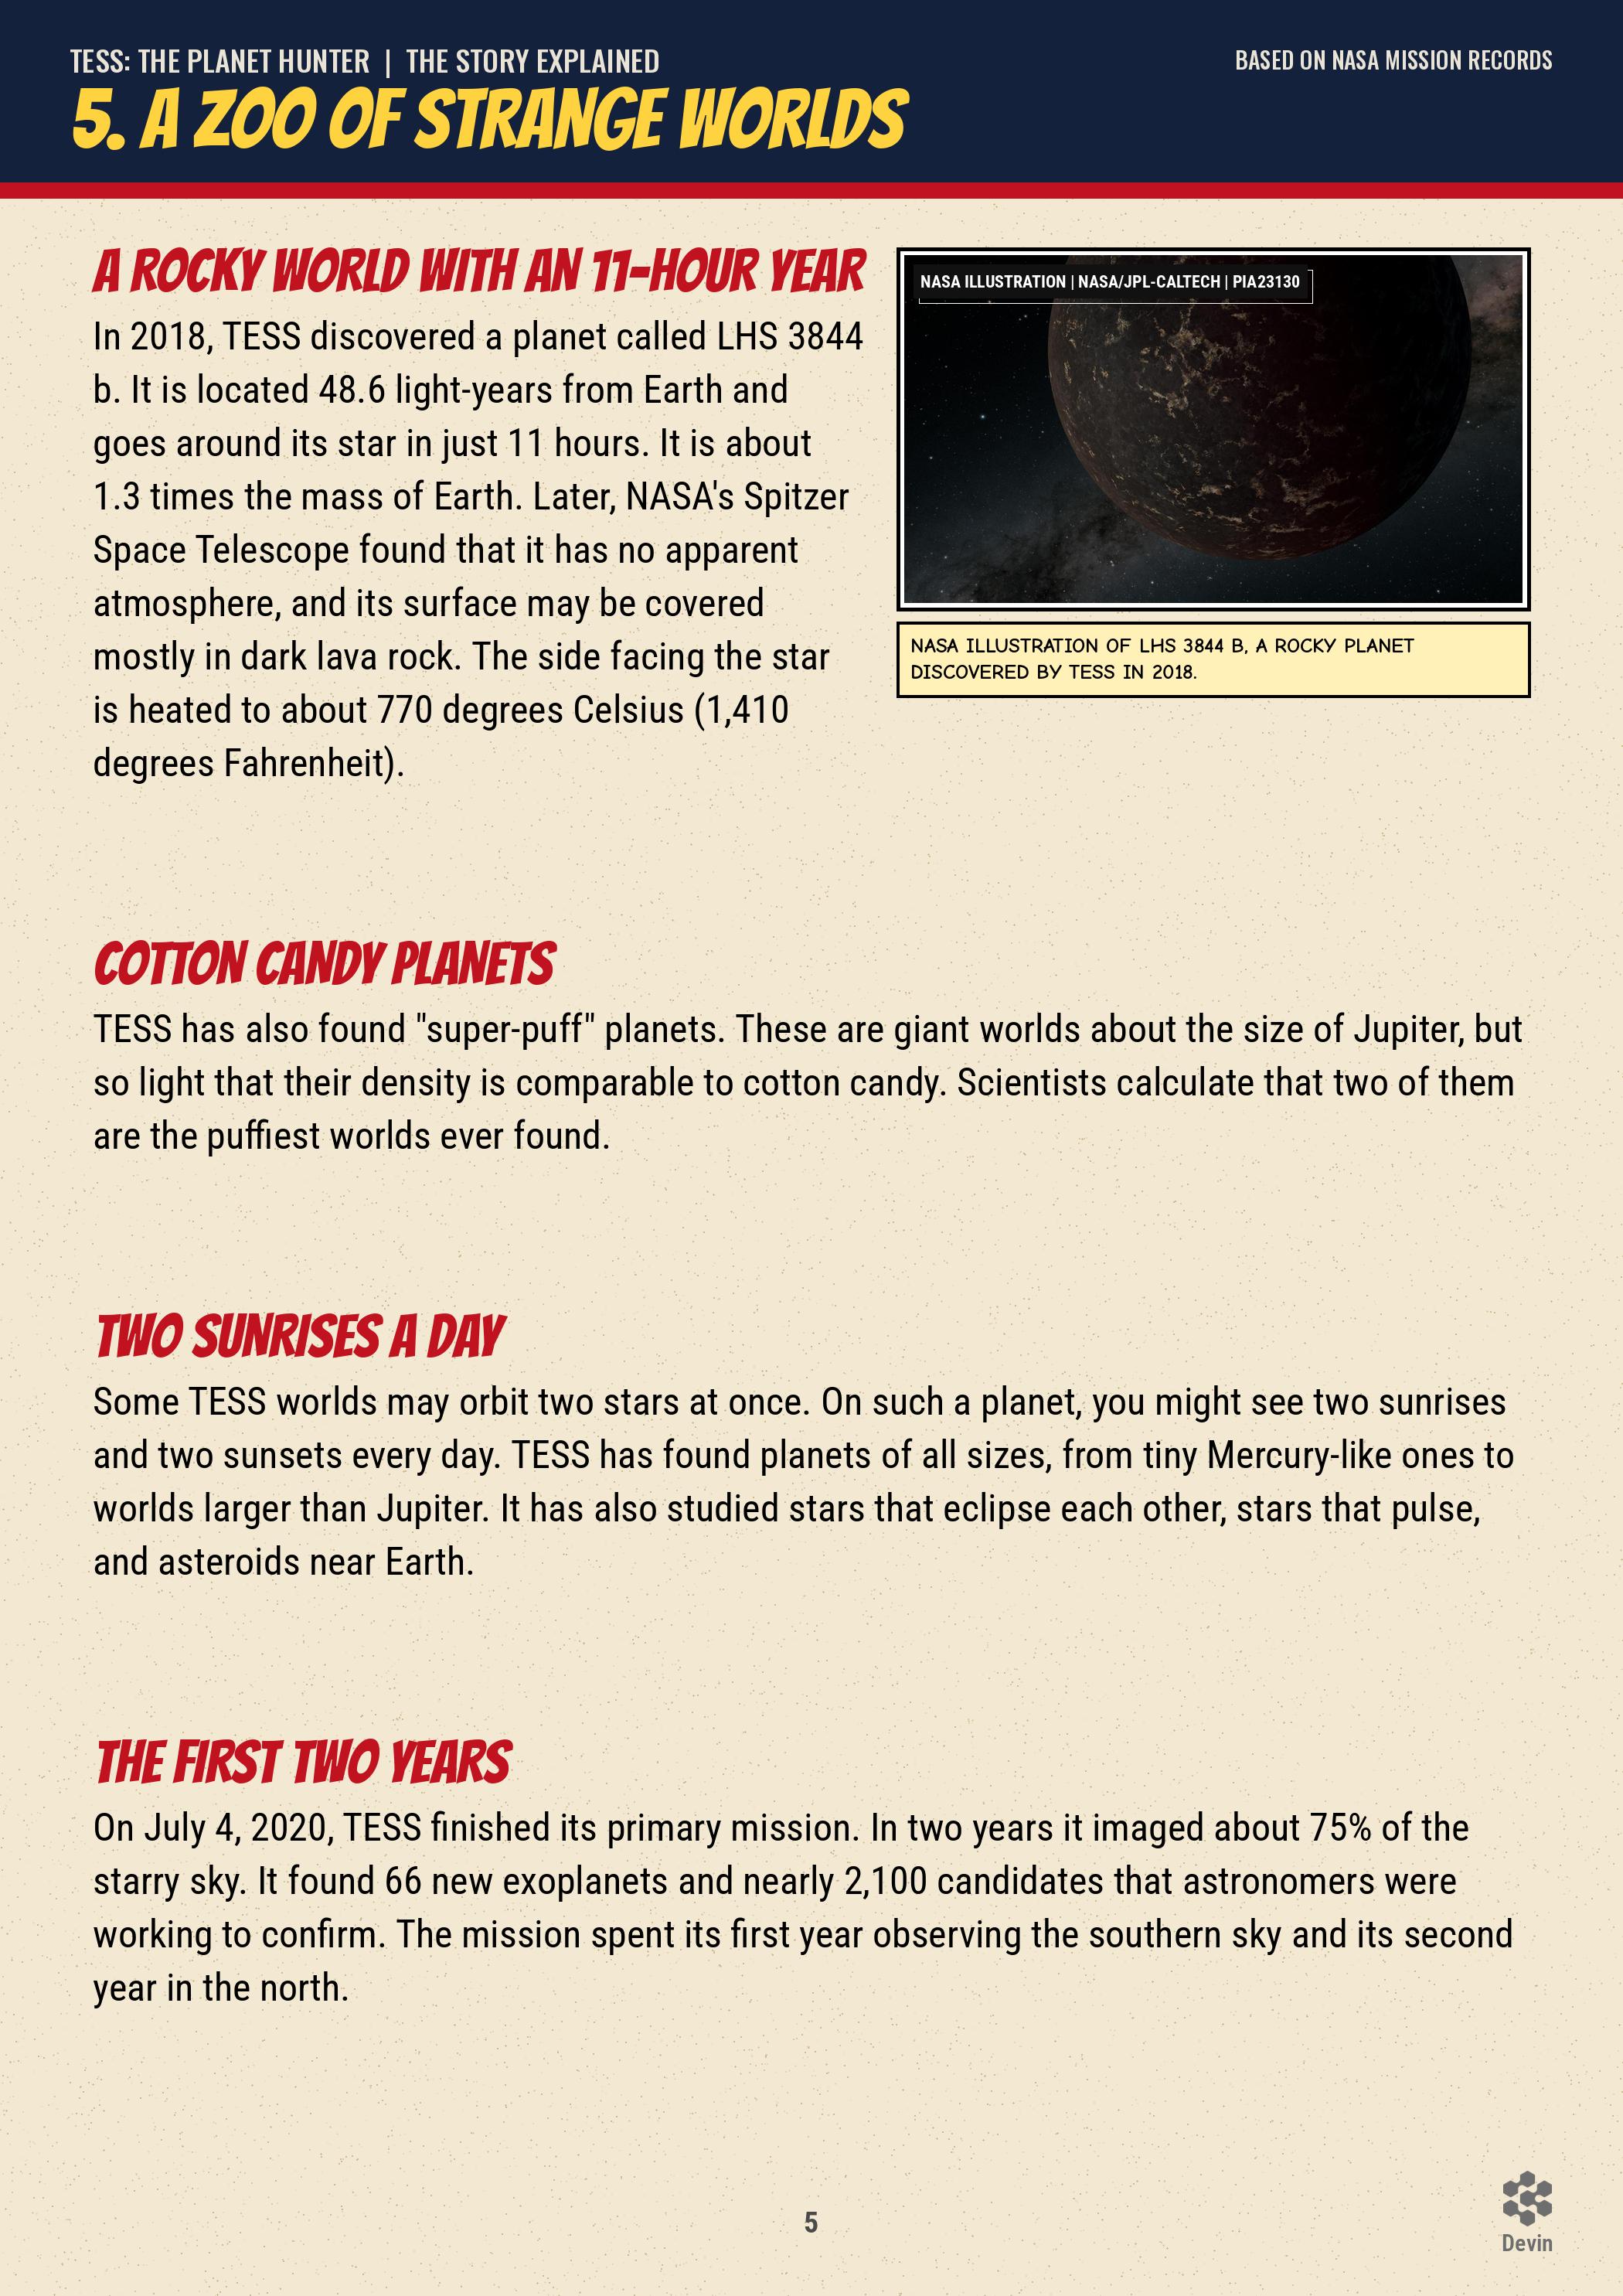 TESS: THE PLANET HUNTER | THE STORY EXPLAINED
BASED ON NASA MISSION RECORDS
5. A ZOO OF STRANGE WORLDS
A ROCKY WORLD WITH AN 11-HOUR YEAR
In 2018, TESS discovered a planet called LHS 3844
b. It is located 48.6 light-years from Earth and
goes around its star in just 11 hours. It is about
1.3 times the mass of Earth. Later, NASA's Spitzer
Space Telescope found that it has no apparent
atmosphere, and its surface may be covered
mostly in dark lava rock. The side facing the star
is heated to about 770 degrees Celsius (1,410
degrees Fahrenheit).
NASA ILLUSTRATION | NASA/JPL-CALTECH | PIA23130
NASA ILLUSTRATION OF LHS 3844 B, A ROCKY PLANET
DISCOVERED BY TESS IN 2018.
COTTON CANDY PLANETS
TESS has also found "super-puff" planets. These are giant worlds about the size of Jupiter, but
so light that their density is comparable to cotton candy. Scientists calculate that two of them
are the puffiest worlds ever found.
TWO SUNRISES A DAY
Some TESS worlds may orbit two stars at once. On such a planet, you might see two sunrises
and two sunsets every day. TESS has found planets of all sizes, from tiny Mercury-like ones to
worlds larger than Jupiter. It has also studied stars that eclipse each other, stars that pulse,
and asteroids near Earth.
THE FIRST TWO YEARS
On July 4, 2020, TESS finished its primary mission. In two years it imaged about 75% of the
starry sky. It found 66 new exoplanets and nearly 2,100 candidates that astronomers were
working to confirm. The mission spent its first year observing the southern sky and its second
year in the north.
5
Devin